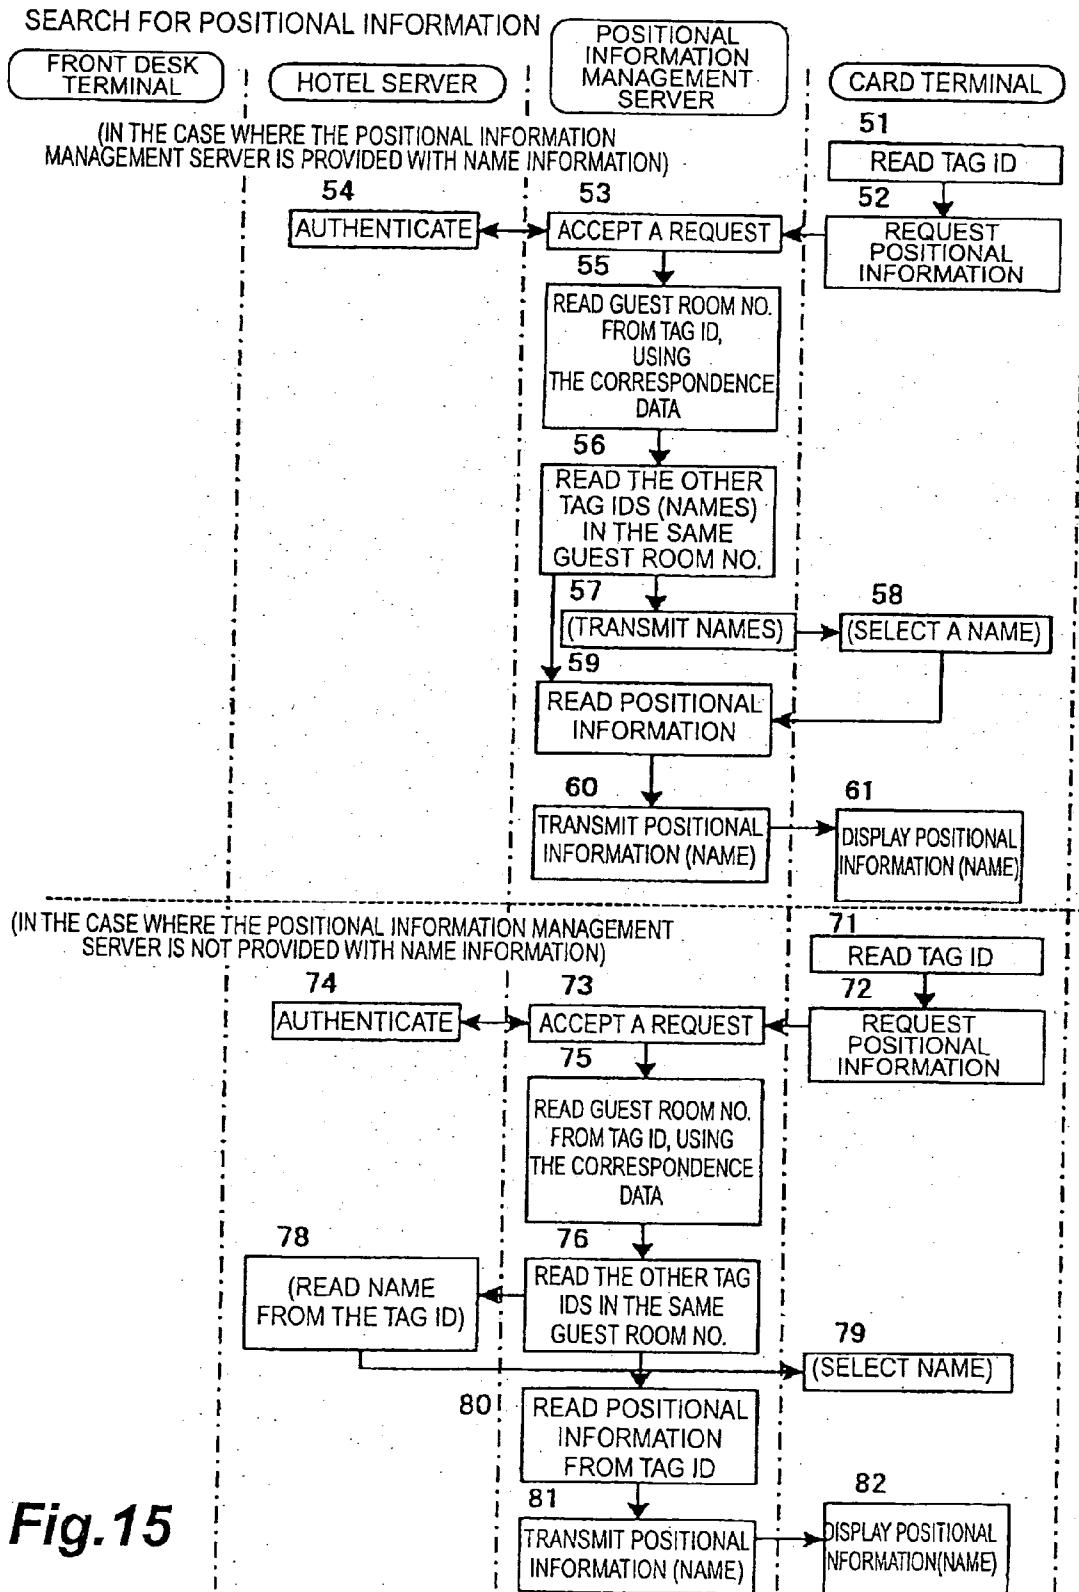 SEARCH FOR POSITIONAL INFORMATION
FRONT DESK
TERMINAL
HOTEL SERVER
POSITIONAL
INFORMATION
MANAGEMENT
SERVER
CARD TERMINAL
(IN THE CASE WHERE THE POSITIONAL INFORMATION
MANAGEMENT SERVER IS PROVIDED WITH NAME INFORMATION)
51
READ TAG ID
52
REQUEST
POSITIONAL
INFORMATION
53
ACCEPT A REQUEST
54
AUTHENTICATE
55
READ GUEST ROOM NO.
FROM TAG ID,
USING
THE CORRESPONDENCE
DATA
56
READ THE OTHER
TAG IDS (NAMES)
IN THE SAME
GUEST ROOM NO.
57
(TRANSMIT NAMES)
58
(SELECT A NAME)
59
READ POSITIONAL
INFORMATION
60
TRANSMIT POSITIONAL
INFORMATION (NAME)
61
DISPLAY POSITIONAL
INFORMATION (NAME)
(IN THE CASE WHERE THE POSITIONAL INFORMATION MANAGEMENT
SERVER IS NOT PROVIDED WITH NAME INFORMATION)
71
READ TAG ID
72
REQUEST
POSITIONAL
INFORMATION
73
ACCEPT A REQUEST
74
AUTHENTICATE
75
READ GUEST ROOM NO.
FROM TAG ID, USING
THE CORRESPONDENCE
DATA
76
READ THE OTHER TAG
IDS IN THE SAME
GUEST ROOM NO.
78
(READ NAME
FROM THE TAG ID)
79
(SELECT NAME)
80
READ POSITIONAL
INFORMATION
FROM TAG ID
81
TRANSMIT POSITIONAL
INFORMATION (NAME)
82
DISPLAY POSITIONAL
INFORMATION(NAME)
Fig.15